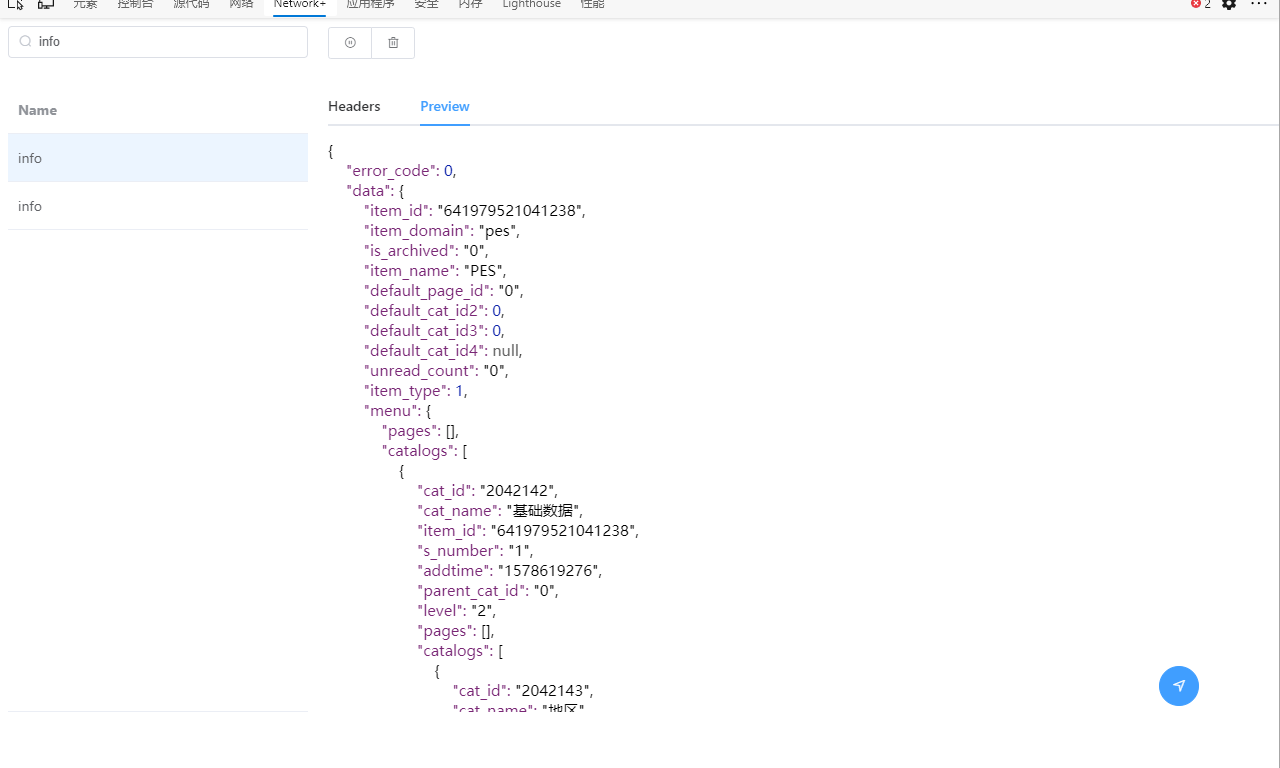 元素 控制台 源代码 网络 Network+ 应用程序 安全 内存 Lighthouse 性能 2
info
Name
info
info
Headers Preview
{
"error_code": 0,
"data": {
"item_id": "641979521041238",
"item_domain": "pes",
"is_archived": "0",
"item_name": "PES",
"default_page_id": "0",
"default_cat_id2": 0,
"default_cat_id3": 0,
"default_cat_id4": null,
"unread_count": "0",
"item_type": 1,
"menu": {
"pages": [],
"catalogs": [
{
"cat_id": "2042142",
"cat_name": "基础数据",
"item_id": "641979521041238",
"s_number": "1",
"addtime": "1578619276",
"parent_cat_id": "0",
"level": "2",
"pages": [],
"catalogs": [
{
"cat_id": "2042143",
"cat_name": "地区"